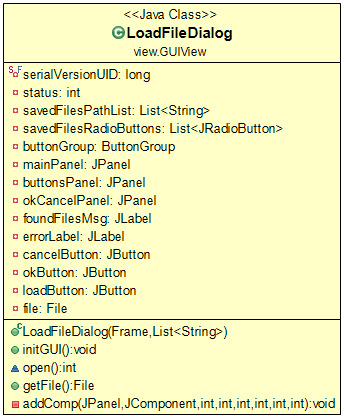 <<Java Class>>
C LoadFileDialog
view.GUIView
S F serialVersionUID: long
status: int
savedFilesPathList: List<String>
savedFilesRadioButtons: List<JRadioButton>
buttonGroup: ButtonGroup
mainPanel: JPanel
buttonsPanel: JPanel
okCancelPanel: JPanel
foundFilesMsg: JLabel
errorLabel: JLabel
cancelButton: JButton
okButton: JButton
loadButton: JButton
file: File
C LoadFileDialog(Frame,List<String>)
initGUI():void
open():int
getFile():File
addComp(JPanel,JComponent,int,int,int,int,int,int):void